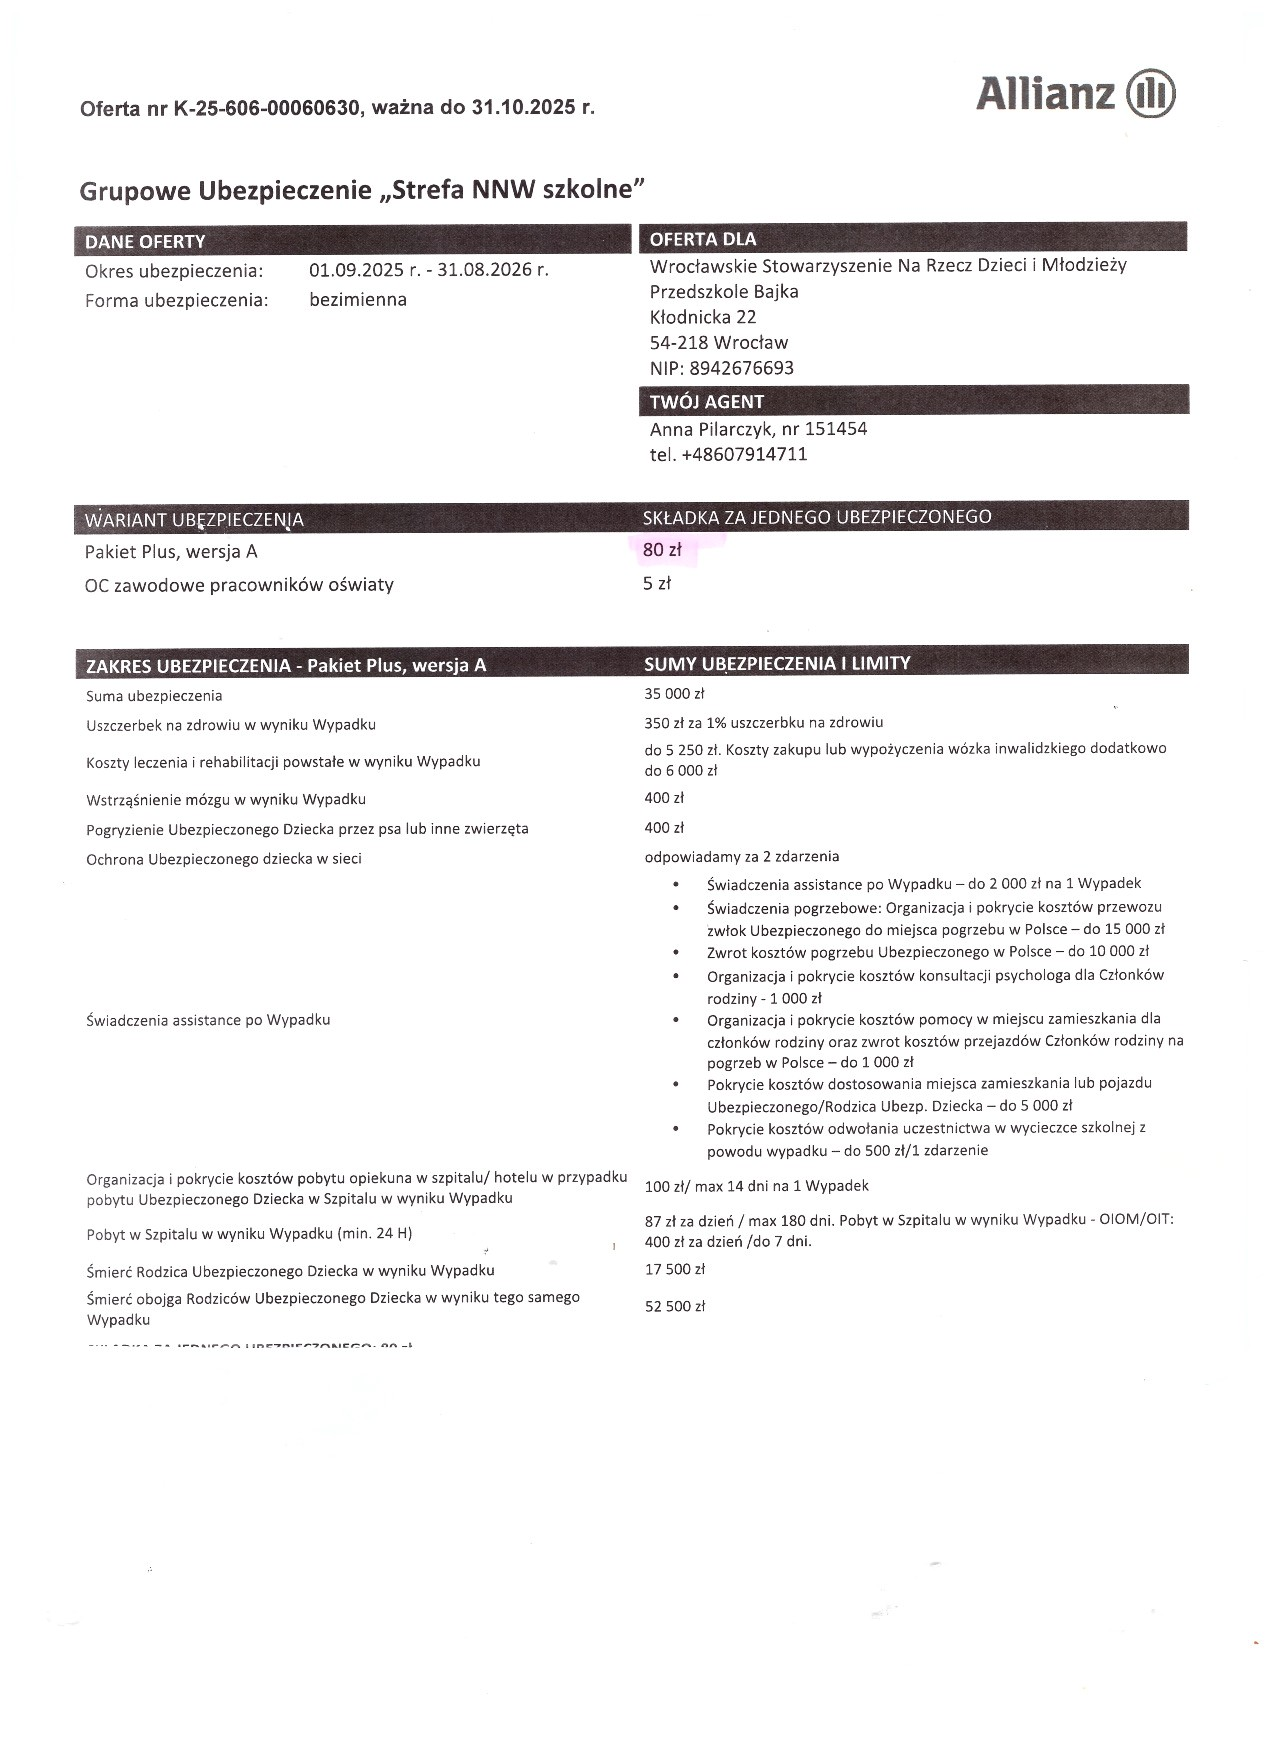 Allianz
Oferta nr K-25-606-00060630, ważna do 31.10.2025 r.
Grupowe Ubezpieczenie „Strefa NNW szkolne”
DANE OFERTY
Okres ubezpieczenia: 01.09.2025 r. - 31.08.2026 r.
Forma ubezpieczenia: bezimienna
OFERTA DLA
Wrocławskie Stowarzyszenie Na Rzecz Dzieci i Młodzieży
Przedszkole Bajka
Kłodnicka 22
54-218 Wrocław
NIP: 8942676693
TWÓJ AGENT
Anna Pilarczyk, nr 151454
tel. +48607914711
WARIANT UBEZPIECZENIA SKŁADKA ZA JEDNEGO UBEZPIECZONEGO
Pakiet Plus, wersja A 80 zł
OC zawodowe pracowników oświaty 5 zł
ZAKRES UBEZPIECZENIA - Pakiet Plus, wersja A SUMY UBEZPIECZENIA I LIMITY
Suma ubezpieczenia 35 000 zł
Uszczerbek na zdrowiu w wyniku Wypadku 350 zł za 1% uszczerbku na zdrowiu
Koszty leczenia i rehabilitacji powstałe w wyniku Wypadku
do 5 250 zł. Koszty zakupu lub wypożyczenia wózka inwalidzkiego dodatkowo
do 6 000 zł
Wstrząśnienie mózgu w wyniku Wypadku 400 zł
Pogryzienie Ubezpieczonego Dziecka przez psa lub inne zwierzęta 400 zł
Ochrona Ubezpieczonego dziecka w sieci odpowiadamy za 2 zdarzenia
Świadczenia assistance po Wypadku
• Świadczenia assistance po Wypadku – do 2 000 zł na 1 Wypadek
• Świadczenia pogrzebowe: Organizacja i pokrycie kosztów przewozu
zwłok Ubezpieczonego do miejsca pogrzebu w Polsce – do 15 000 zł
• Zwrot kosztów pogrzebu Ubezpieczonego w Polsce – do 10 000 zł
• Organizacja i pokrycie kosztów konsultacji psychologa dla Członków
rodziny - 1 000 zł
• Organizacja i pokrycie kosztów pomocy w miejscu zamieszkania dla
członków rodziny oraz zwrot kosztów przejazdów Członków rodziny na
pogrzeb w Polsce – do 1 000 zł
• Pokrycie kosztów dostosowania miejsca zamieszkania lub pojazdu
Ubezpieczonego/Rodzica Ubezp. Dziecka – do 5 000 zł
• Pokrycie kosztów odwołania uczestnictwa w wycieczce szkolnej z
powodu wypadku – do 500 zł/1 zdarzenie
Organizacja i pokrycie kosztów pobytu opiekuna w szpitalu/ hotelu w przypadku
pobytu Ubezpieczonego Dziecka w Szpitalu w wyniku Wypadku
100 zł/ max 14 dni na 1 Wypadek
Pobyt w Szpitalu w wyniku Wypadku (min. 24 H)
87 zł za dzień / max 180 dni. Pobyt w Szpitalu w wyniku Wypadku - OIOM/OIT:
400 zł za dzień /do 7 dni.
Śmierć Rodzica Ubezpieczonego Dziecka w wyniku Wypadku 17 500 zł
Śmierć obojga Rodziców Ubezpieczonego Dziecka w wyniku tego samego
Wypadku
52 500 zł
ZA JEDNEGO UBEZPIECZONEGO: 80 zł